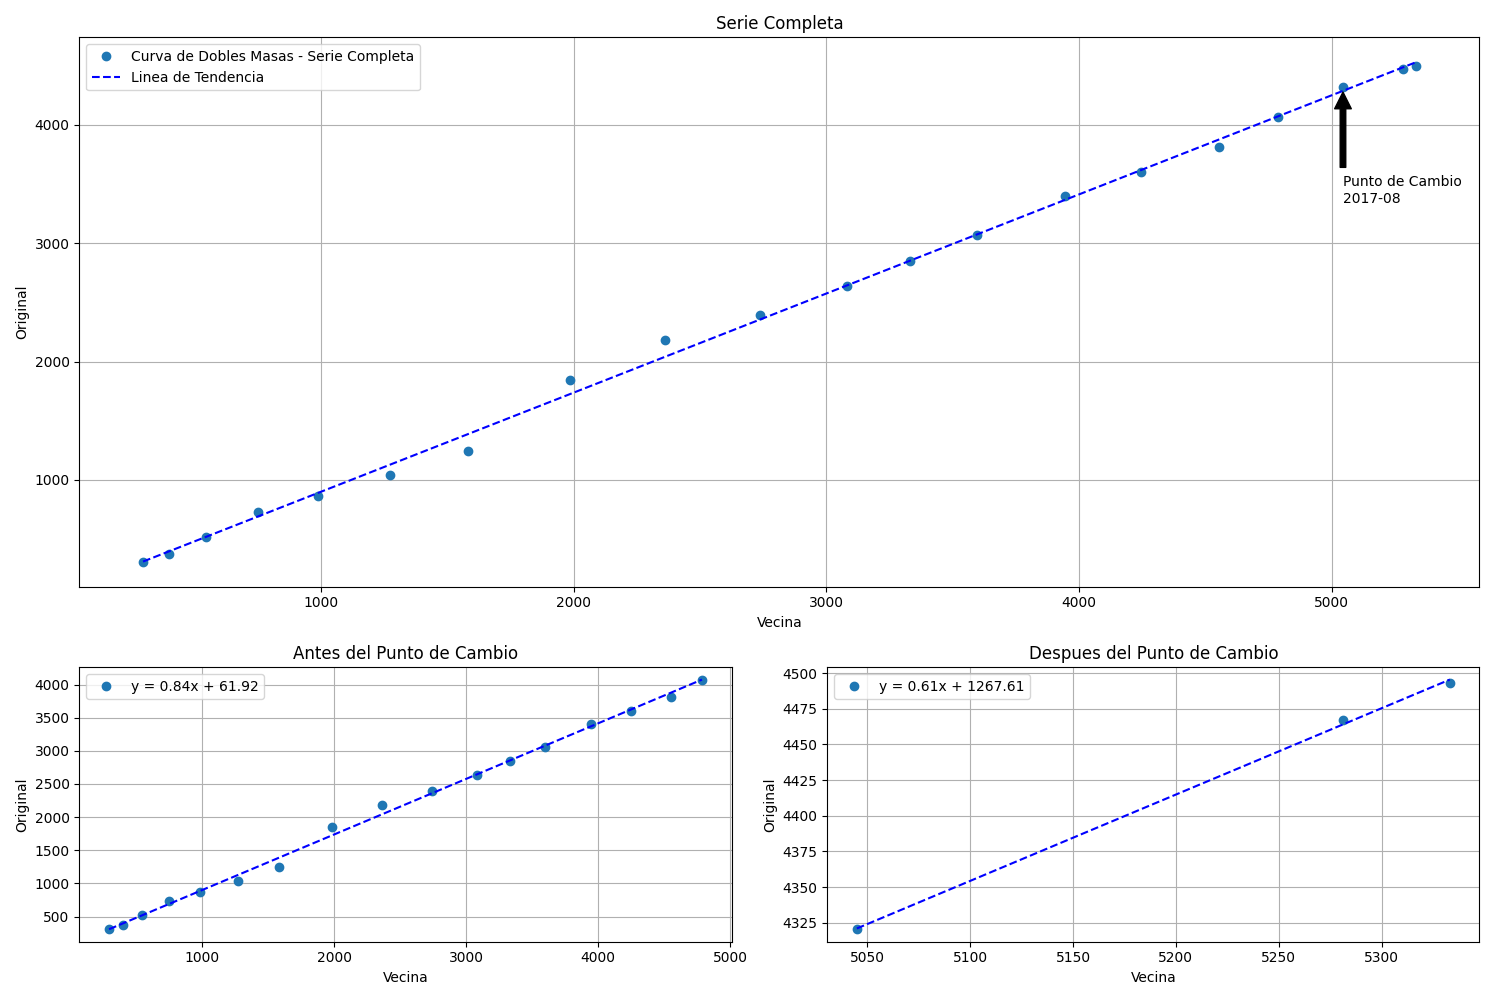 Serie Completa
Curva de Dobles Masas - Serie Completa
Linea de Tendencia
4000
3000
2000
1000
Original
Punto de Cambio
2017-08
1000
2000
3000
4000
5000
Vecina
Antes del Punto de Cambio
y = 0.84x + 61.92
4000
3500
3000
2500
2000
1500
1000
500
Original
1000
2000
3000
4000
5000
Vecina
Despues del Punto de Cambio
y = 0.61x + 1267.61
4500
4475
4450
4425
4400
4375
4350
4325
Original
5050
5100
5150
5200
5250
5300
Vecina